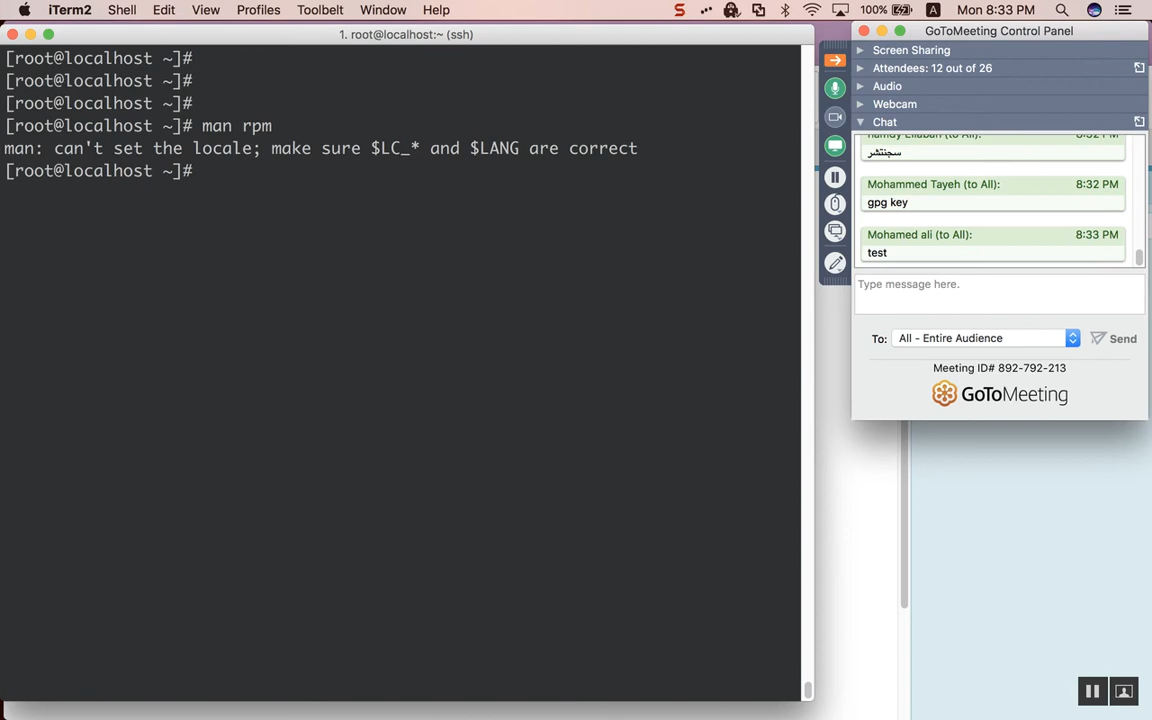 iTerm2 Shell Edit View Profiles Toolbelt Window Help 100% A Mon 8:33 PM
1. root@localhost:~ (ssh)
[root@localhost ~]#
[root@localhost ~]#
[root@localhost ~]#
[root@localhost ~]# man rpm
man: can't set the locale; make sure $LC_* and $LANG are correct
[root@localhost ~]#
GoToMeeting Control Panel
Screen Sharing
Attendees: 12 out of 26
Audio
Webcam
Chat
سجنتشر
Mohammed Tayeh (to All): 8:32 PM
gpg key
Mohamed ali (to All): 8:33 PM
test
Type message here.
To: All - Entire Audience Send
Meeting ID# 892-792-213
GoToMeeting